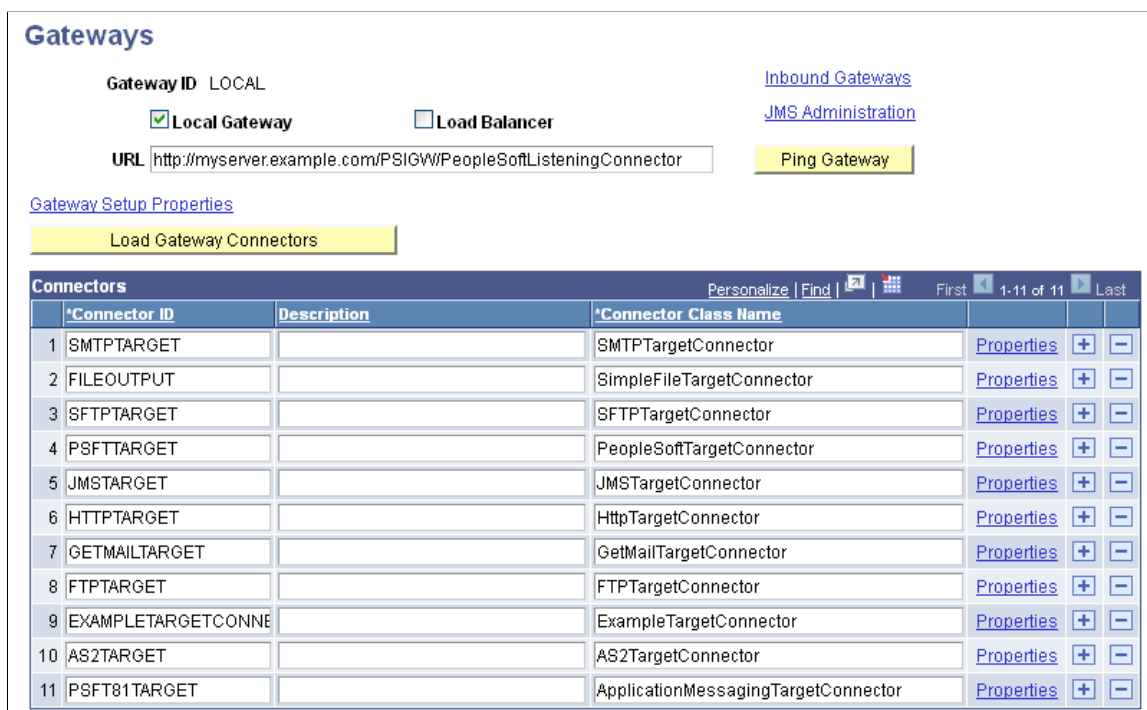 Gateways
Gateway ID LOCAL
Inbound Gateways
Local Gateway Load Balancer
JMS Administration
URL http://myserver.example.com/PSIGW/PeopleSoftListeningConnector Ping Gateway
Gateway Setup Properties
Load Gateway Connectors
Connectors Personalize | Find | | First 1-11 of 11 Last
*Connector ID Description *Connector Class Name
1 SMTPTARGET SMTPTargetConnector Properties + −
2 FILEOUTPUT SimpleFileTargetConnector Properties + −
3 SFTPTARGET SFTPTargetConnector Properties + −
4 PSFTTARGET PeopleSoftTargetConnector Properties + −
5 JMSTARGET JMSTargetConnector Properties + −
6 HTTPTARGET HttpTargetConnector Properties + −
7 GETMAILTARGET GetMailTargetConnector Properties + −
8 FTPTARGET FTPTargetConnector Properties + −
9 EXAMPLETARGETCONNE ExampleTargetConnector Properties + −
10 AS2TARGET AS2TargetConnector Properties + −
11 PSFT81TARGET ApplicationMessagingTargetConnector Properties + −